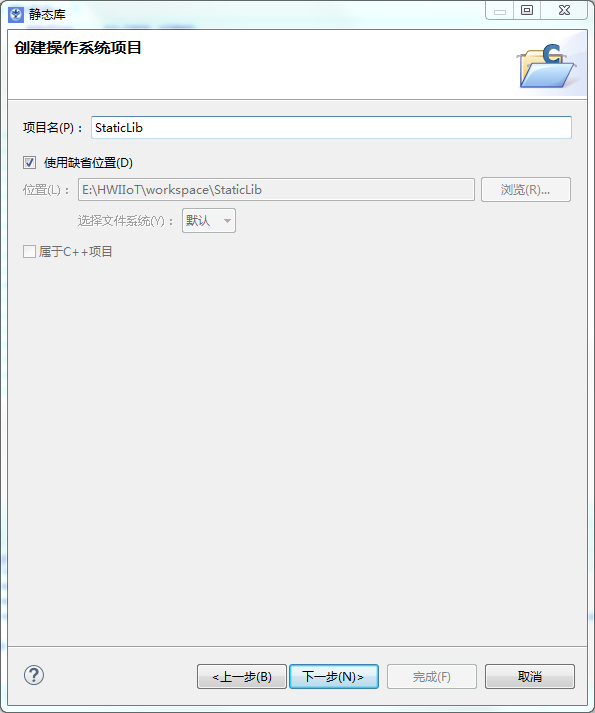 静态库
创建操作系统项目
项目名(P)： StaticLib
使用缺省位置(D)
位置(L)： E:\HWIIoT\workspace\StaticLib 浏览(R)...
选择文件系统(Y)： 默认
属于C++项目
<上一步(B) 下一步(N)> 完成(F) 取消